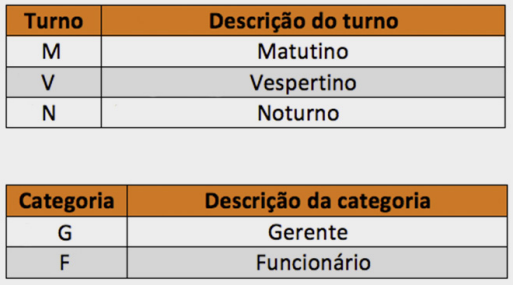 Turno Descrição do turno
M Matutino
V Vespertino
N Noturno
Categoria Descrição da categoria
G Gerente
F Funcionário